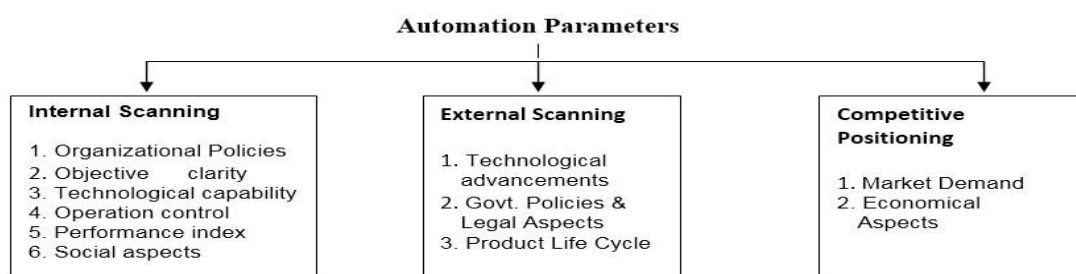 Automation Parameters
Internal Scanning
1. Organizational Policies
2. Objective clarity
3. Technological capability
4. Operation control
5. Performance index
6. Social aspects
External Scanning
1. Technological
advancements
2. Govt. Policies &
Legal Aspects
3. Product Life Cycle
Competitive
Positioning
1. Market Demand
2. Economical
Aspects